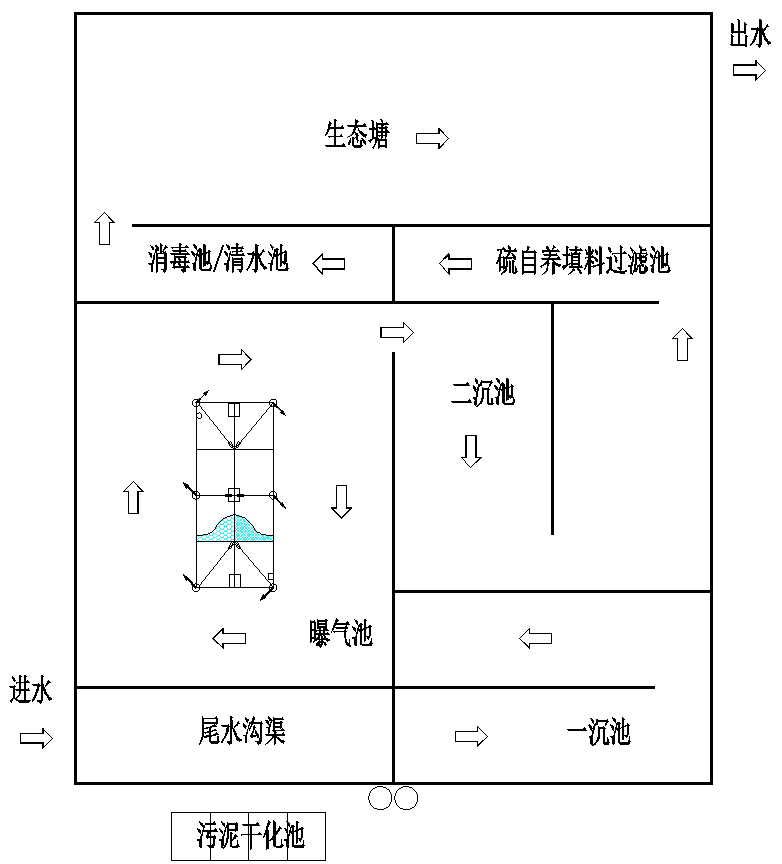 出水
生态塘
消毒池/清水池
硫自养填料过滤池
二沉池
曝气池
进水
尾水沟渠
一沉池
污泥干化池